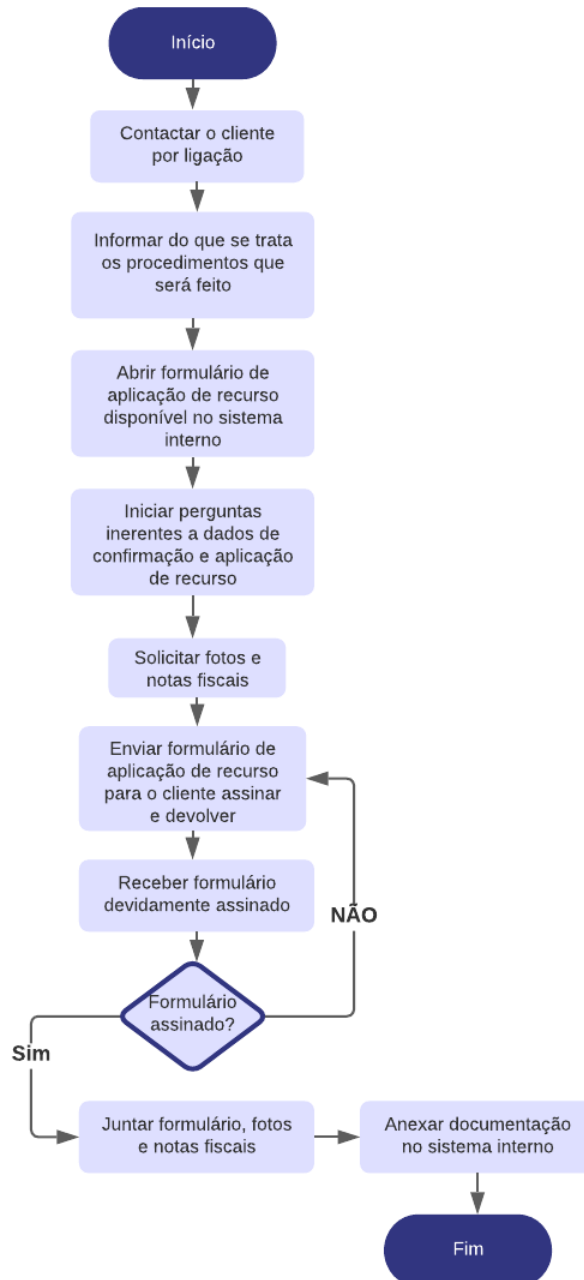 Início
Contactar o cliente
por ligação
Informar do que se trata
os procedimentos que
será feito
Abrir formulário de
aplicação de recurso
disponível no sistema
interno
Iniciar perguntas
inerentes a dados de
confirmação e aplicação
de recurso
Solicitar fotos e
notas fiscais
Enviar formulário de
aplicação de recurso
para o cliente assinar
e devolver
Receber formulário
devidamente assinado
NÃO
Formulário
assinado?
Sim
Juntar formulário, fotos
e notas fiscais
Anexar documentação
no sistema interno
Fim